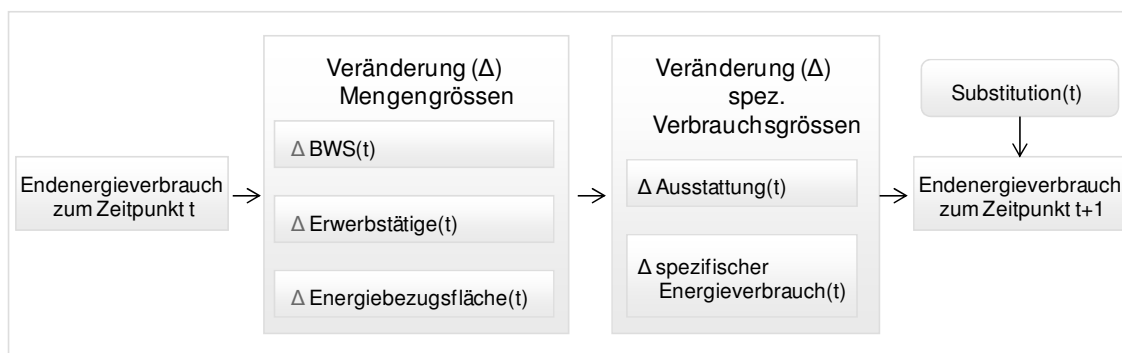 Endenergieverbrauch
zum Zeitpunkt t
Veränderung (Δ)
Mengengrössen
Δ BWS(t)
Δ Erwerbstätige(t)
Δ Energiebezugsfläche(t)
Veränderung (Δ)
spez.
Verbrauchsgrössen
Δ Ausstattung(t)
Δ spezifischer
Energieverbrauch(t)
Substitution(t)
Endenergieverbrauch
zum Zeitpunkt t+1